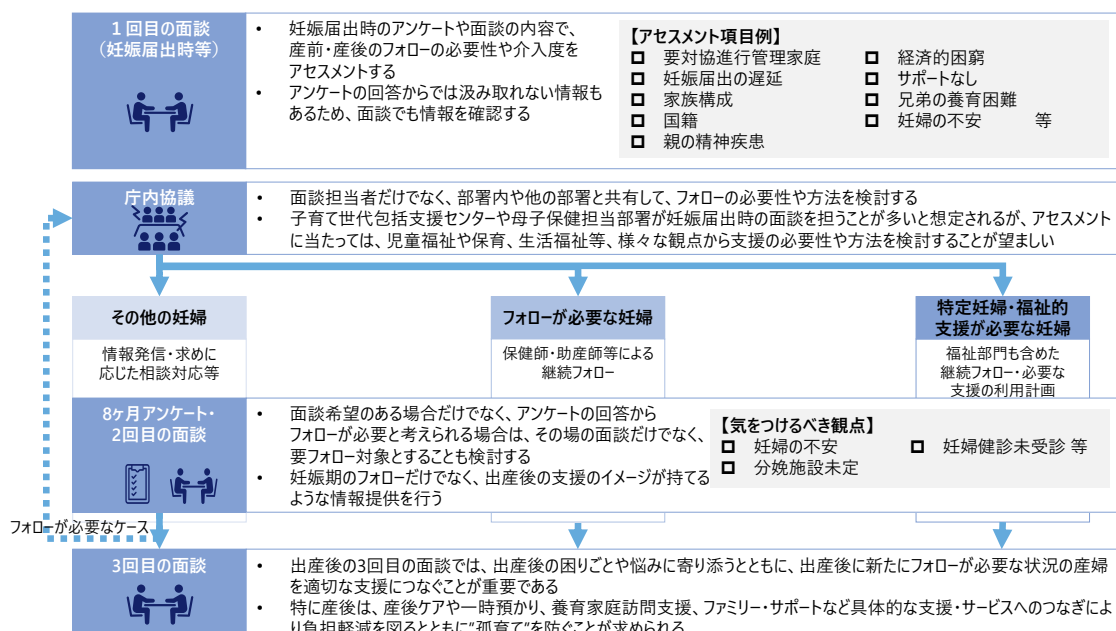 1回目の面談
(妊娠届出時等)
• 妊娠届出時のアンケートや面談の内容で、
産前・産後のフォローの必要性や介入度を
アセスメントする
• アンケートの回答からでは汲み取れない情報も
あるため、面談でも情報を確認する
【アセスメント項目例】
要対協進行管理家庭
妊娠届出の遅延
家族構成
国籍
親の精神疾患
経済的困窮
サポートなし
兄弟の養育困難
妊婦の不安 等
庁内協議
• 面談担当者だけでなく、部署内や他の部署と共有して、フォローの必要性や方法を検討する
• 子育て世代包括支援センターや母子保健担当部署が妊娠届出時の面談を担うことが多いと想定されるが、アセスメント
に当たっては、児童福祉や保育、生活福祉等、様々な観点から支援の必要性や方法を検討することが望ましい
その他の妊婦
情報発信・求めに
応じた相談対応等
フォローが必要な妊婦
保健師・助産師等による
継続フォロー
特定妊婦・福祉的
支援が必要な妊婦
福祉部門も含めた
継続フォロー・必要な
支援の利用計画
8ヶ月アンケート・
2回目の面談
• 面談希望のある場合だけでなく、アンケートの回答から
フォローが必要と考えられる場合は、その場の面談だけでなく、
要フォロー対象とすることも検討する
• 妊娠期のフォローだけでなく、出産後の支援のイメージが持てる
ような情報提供を行う
【気をつけるべき観点】
妊婦の不安
分娩施設未定
妊婦健診未受診 等
フォローが必要なケース
3回目の面談
• 出産後の3回目の面談では、出産後の困りごとや悩みに寄り添うとともに、出産後に新たにフォローが必要な状況の産婦
を適切な支援につなぐことが重要である
• 特に産後は、産後ケアや一時預かり、養育家庭訪問支援、ファミリー・サポートなど具体的な支援・サービスへのつなぎによ
り負担軽減を図るとともに"孤育て"を防ぐことが求められる